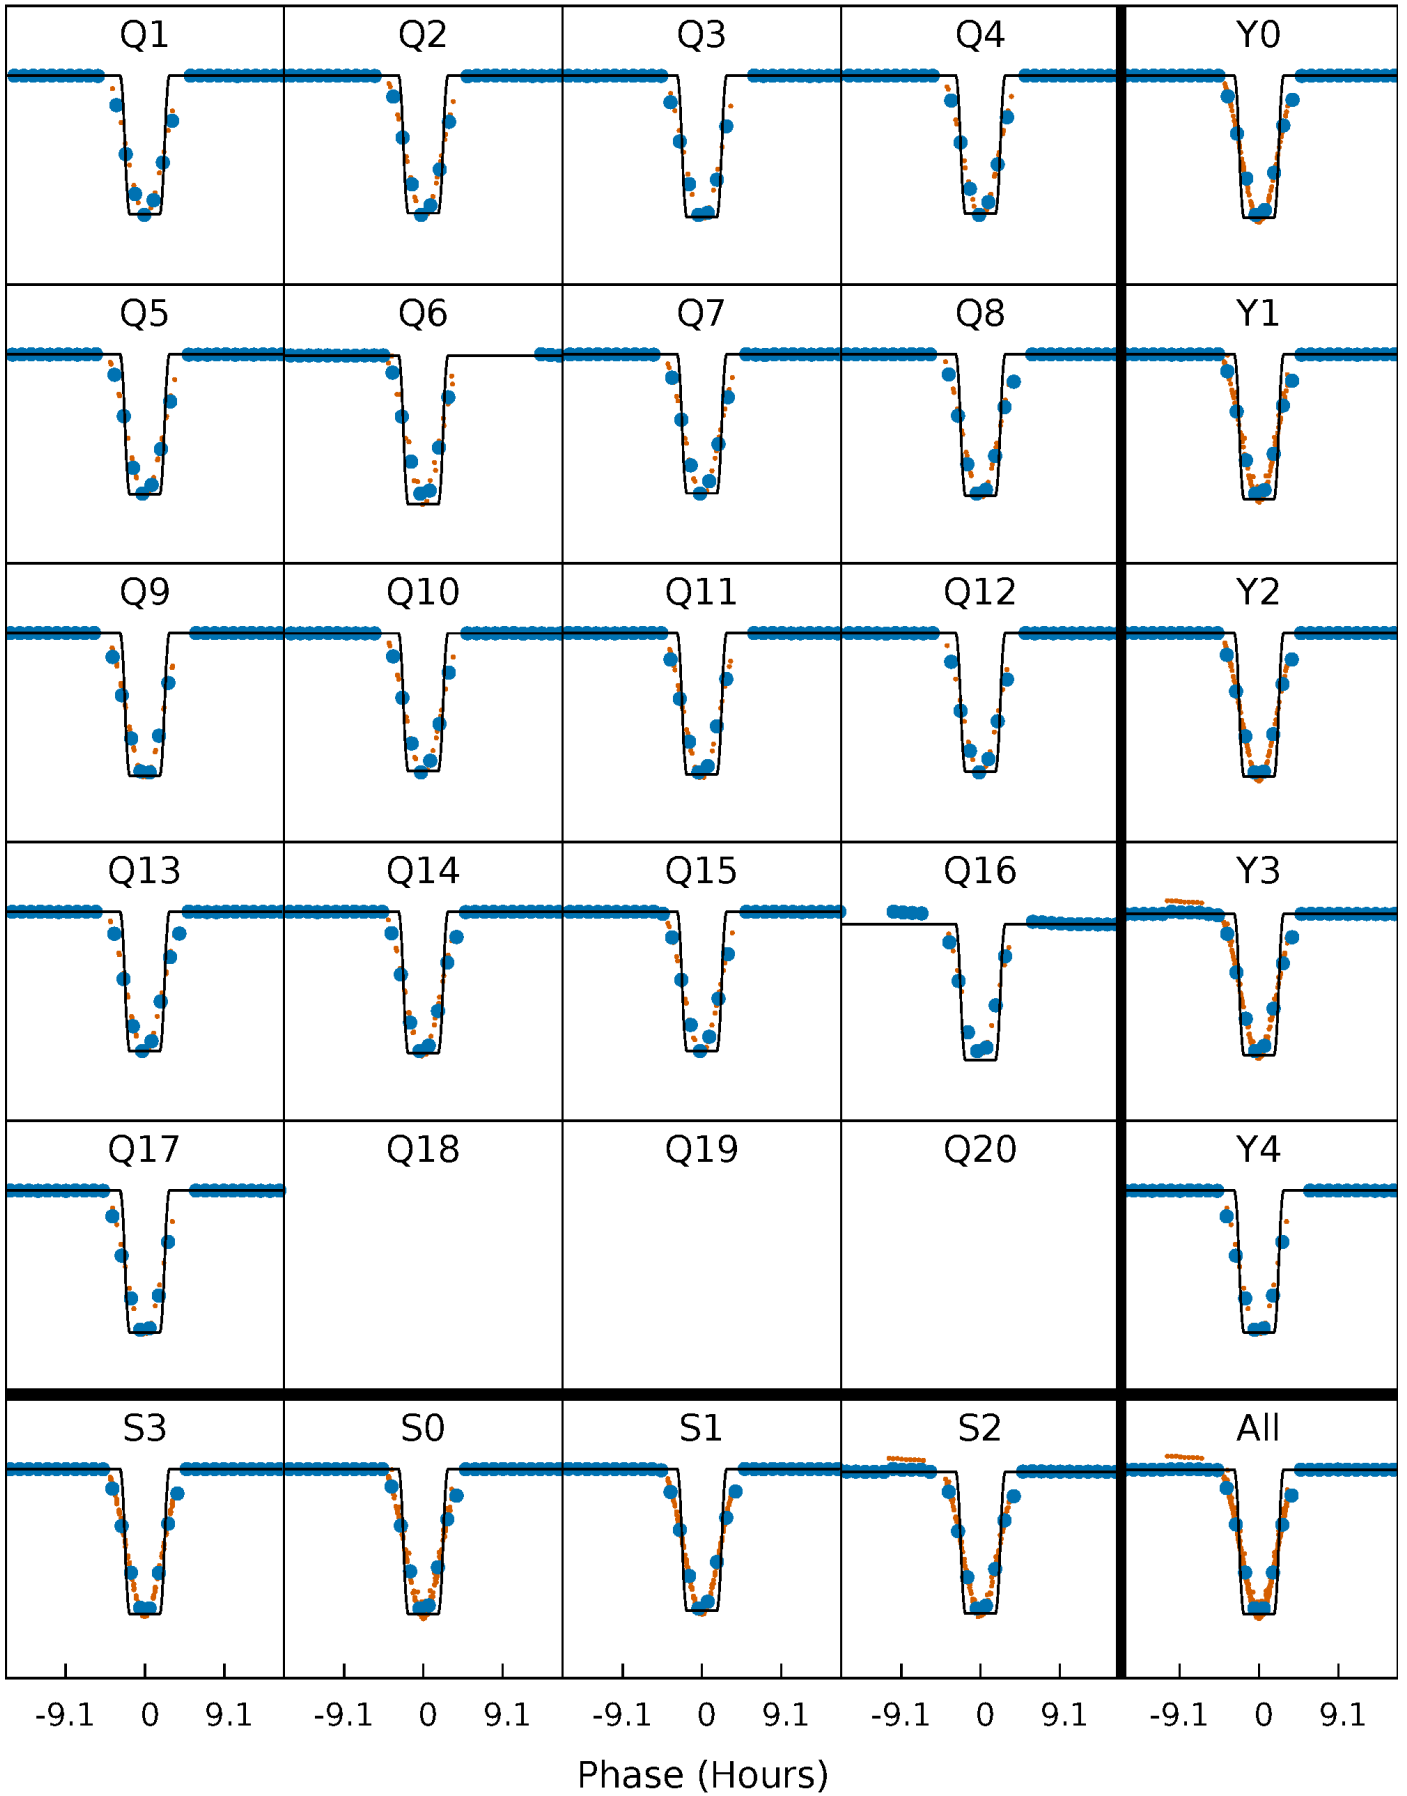 Q1 Q2 Q3 Q4 Y0
Q5 Q6 Q7 Q8 Y1
Q9 Q10 Q11 Q12 Y2
Q13 Q14 Q15 Q16 Y3
Q17 Q18 Q19 Q20 Y4
S3 S0 S1 S2 All
-9.1 0 9.1 -9.1 0 9.1 -9.1 0 9.1 -9.1 0 9.1 -9.1 0 9.1
Phase (Hours)